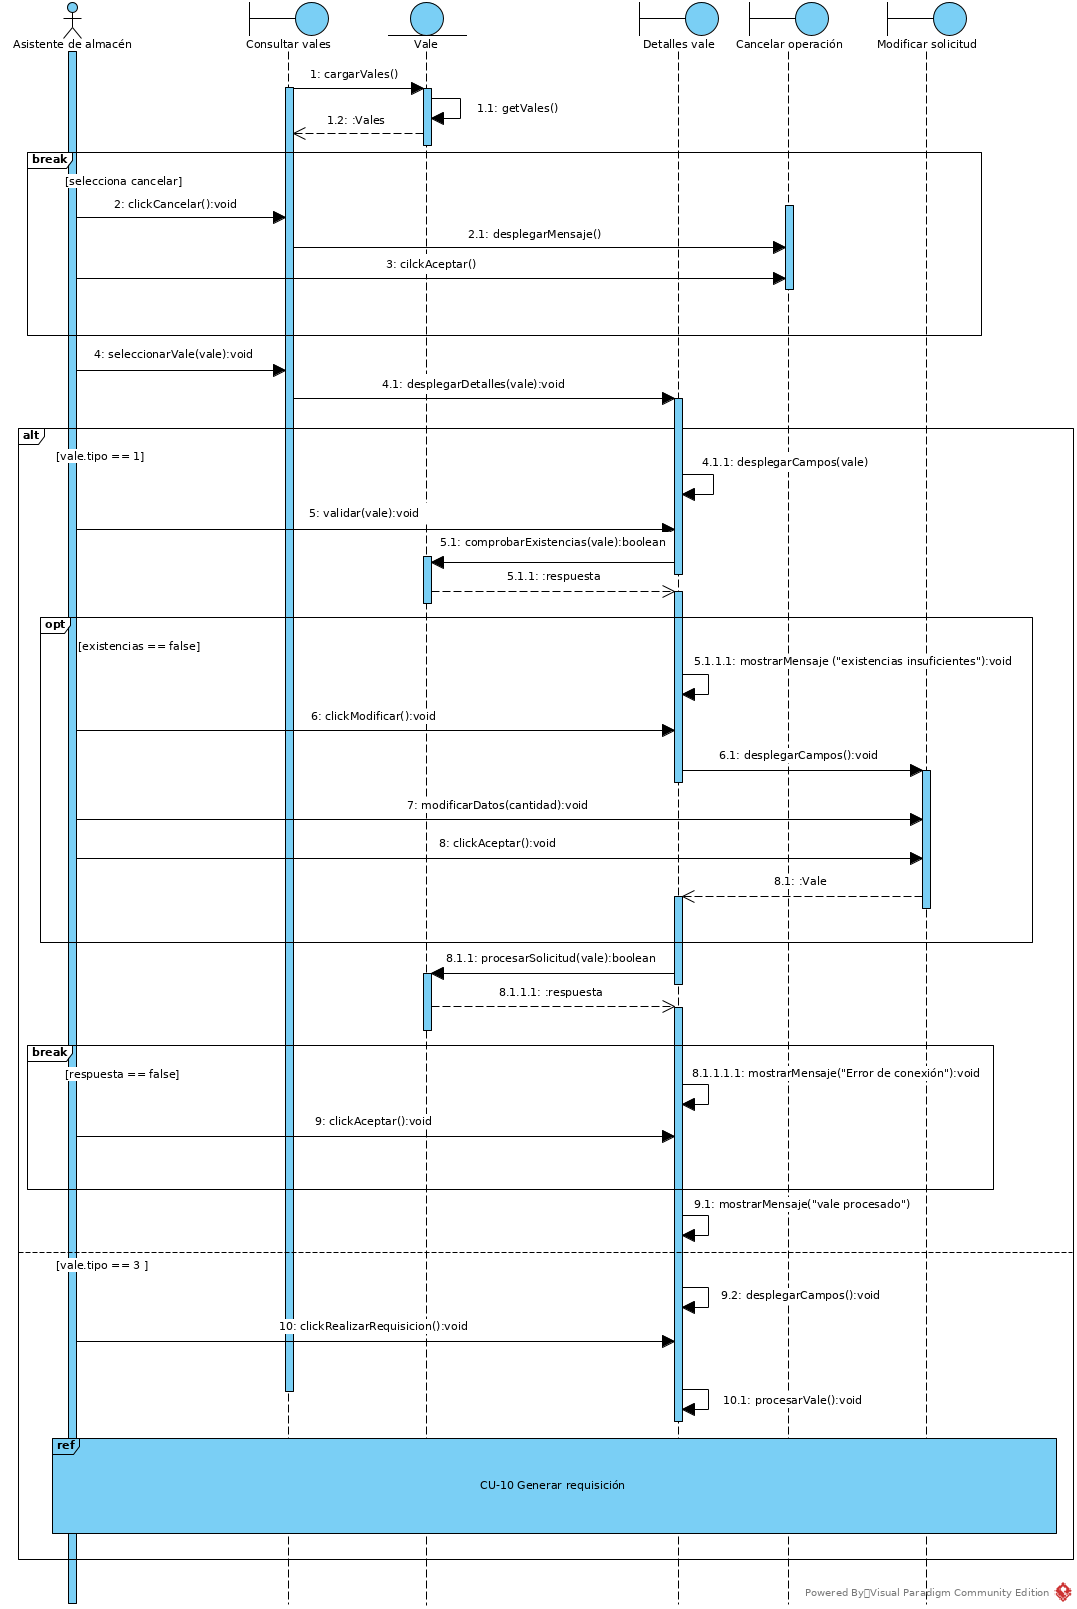 Asistente de almacén
Consultar vales
Vale
Detalles vale
Cancelar operación
Modificar solicitud
1: cargarVales()
1.1: getVales()
1.2: :Vales
break
[selecciona cancelar]
2: clickCancelar():void
2.1: desplegarMensaje()
3: cilckAceptar()
4: seleccionarVale(vale):void
4.1: desplegarDetalles(vale):void
alt
[vale.tipo == 1]
4.1.1: desplegarCampos(vale)
5: validar(vale):void
5.1: comprobarExistencias(vale):boolean
5.1.1: :respuesta
opt
[existencias == false]
5.1.1.1: mostrarMensaje ("existencias insuficientes"):void
6: clickModificar():void
6.1: desplegarCampos():void
7: modificarDatos(cantidad):void
8: clickAceptar():void
8.1: :Vale
8.1.1: procesarSolicitud(vale):boolean
8.1.1.1: :respuesta
break
[respuesta == false]
8.1.1.1.1: mostrarMensaje("Error de conexión"):void
9: clickAceptar():void
9.1: mostrarMensaje("vale procesado")
[vale.tipo == 3 ]
9.2: desplegarCampos():void
10: clickRealizarRequisicion():void
10.1: procesarVale():void
ref
CU-10 Generar requisición
Powered By Visual Paradigm Community Edition